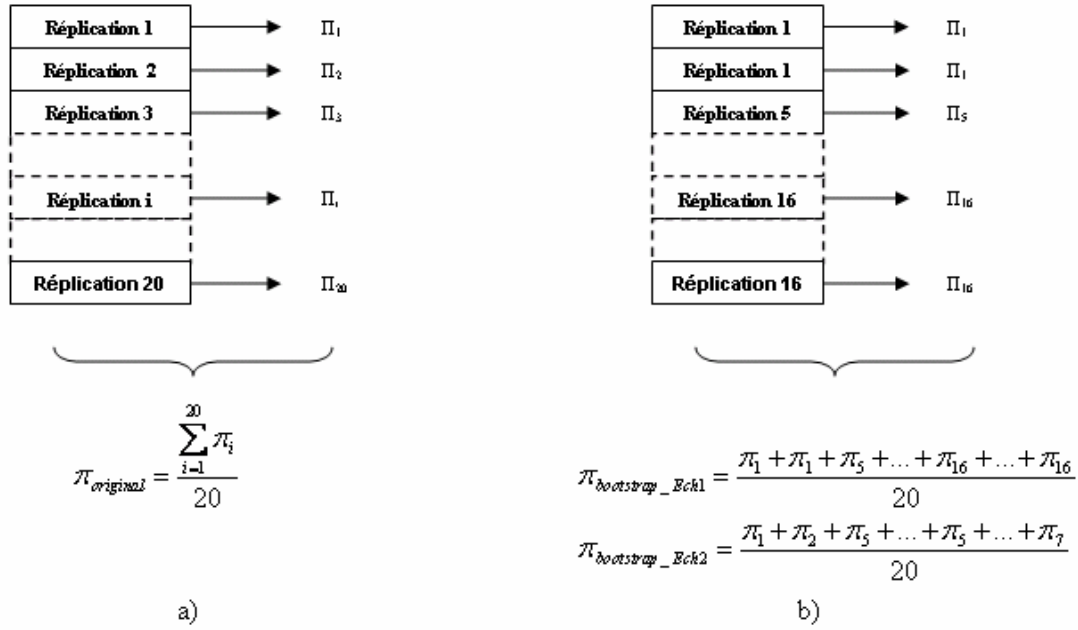 Réplication 1 Π₁
Réplication 2 Π₂
Réplication 3 Π₃
Réplication i Πᵢ
Réplication 20 Π₂₀
π_original = ∑_{i=1}^{20} π_i / 20
a)
Réplication 1 Π₁
Réplication 1 Π₁
Réplication 5 Π₅
Réplication 16 Π₁₆
Réplication 16 Π₁₆
π_bootstrap_Ech1 = (π₁ + π₁ + π₅ + ... + π₁₆ + ... + π₁₆) / 20
π_bootstrap_Ech2 = (π₁ + π₂ + π₅ + ... + π₅ + ... + π₇) / 20
b)